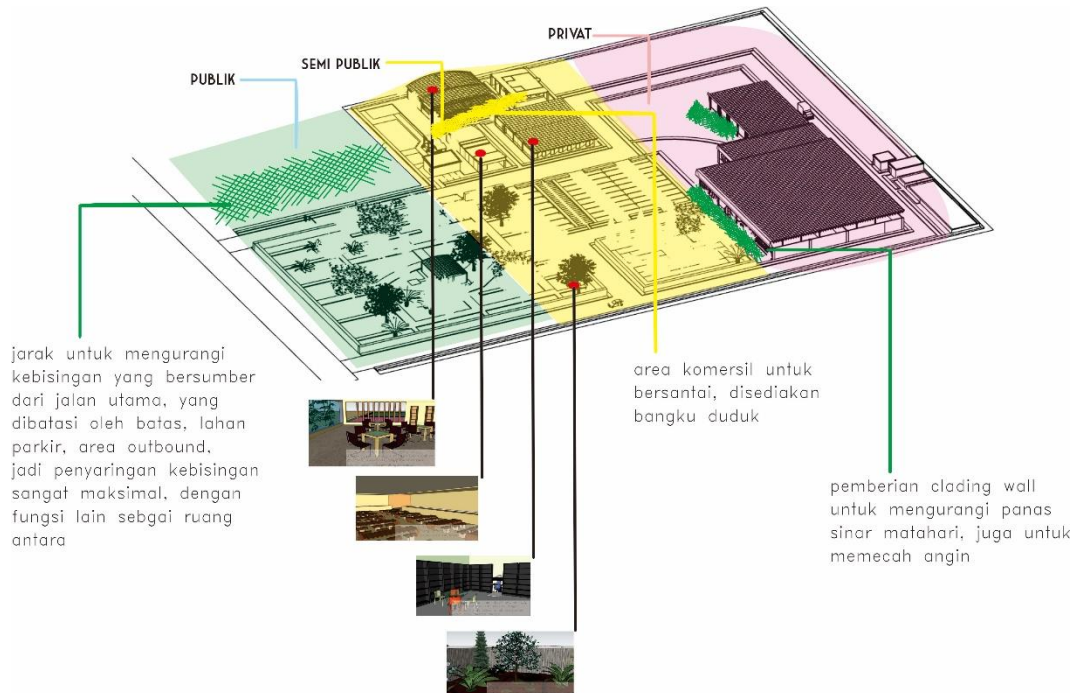 PRIVAT
SEMI PUBLIK
PUBLIK
jarak untuk mengurangi
kebisingan yang bersumber
dari jalan utama, yang
dibatasi oleh batas, lahan
parkir, area outbound,
jadi penyaringan kebisingan
sangat maksimal, dengan
fungsi lain sebgai ruang
antara
area komersil untuk
bersantai, disediakan
bangku duduk
pemberian clading wall
untuk mengurangi panas
sinar matahari, juga untuk
memecah angin